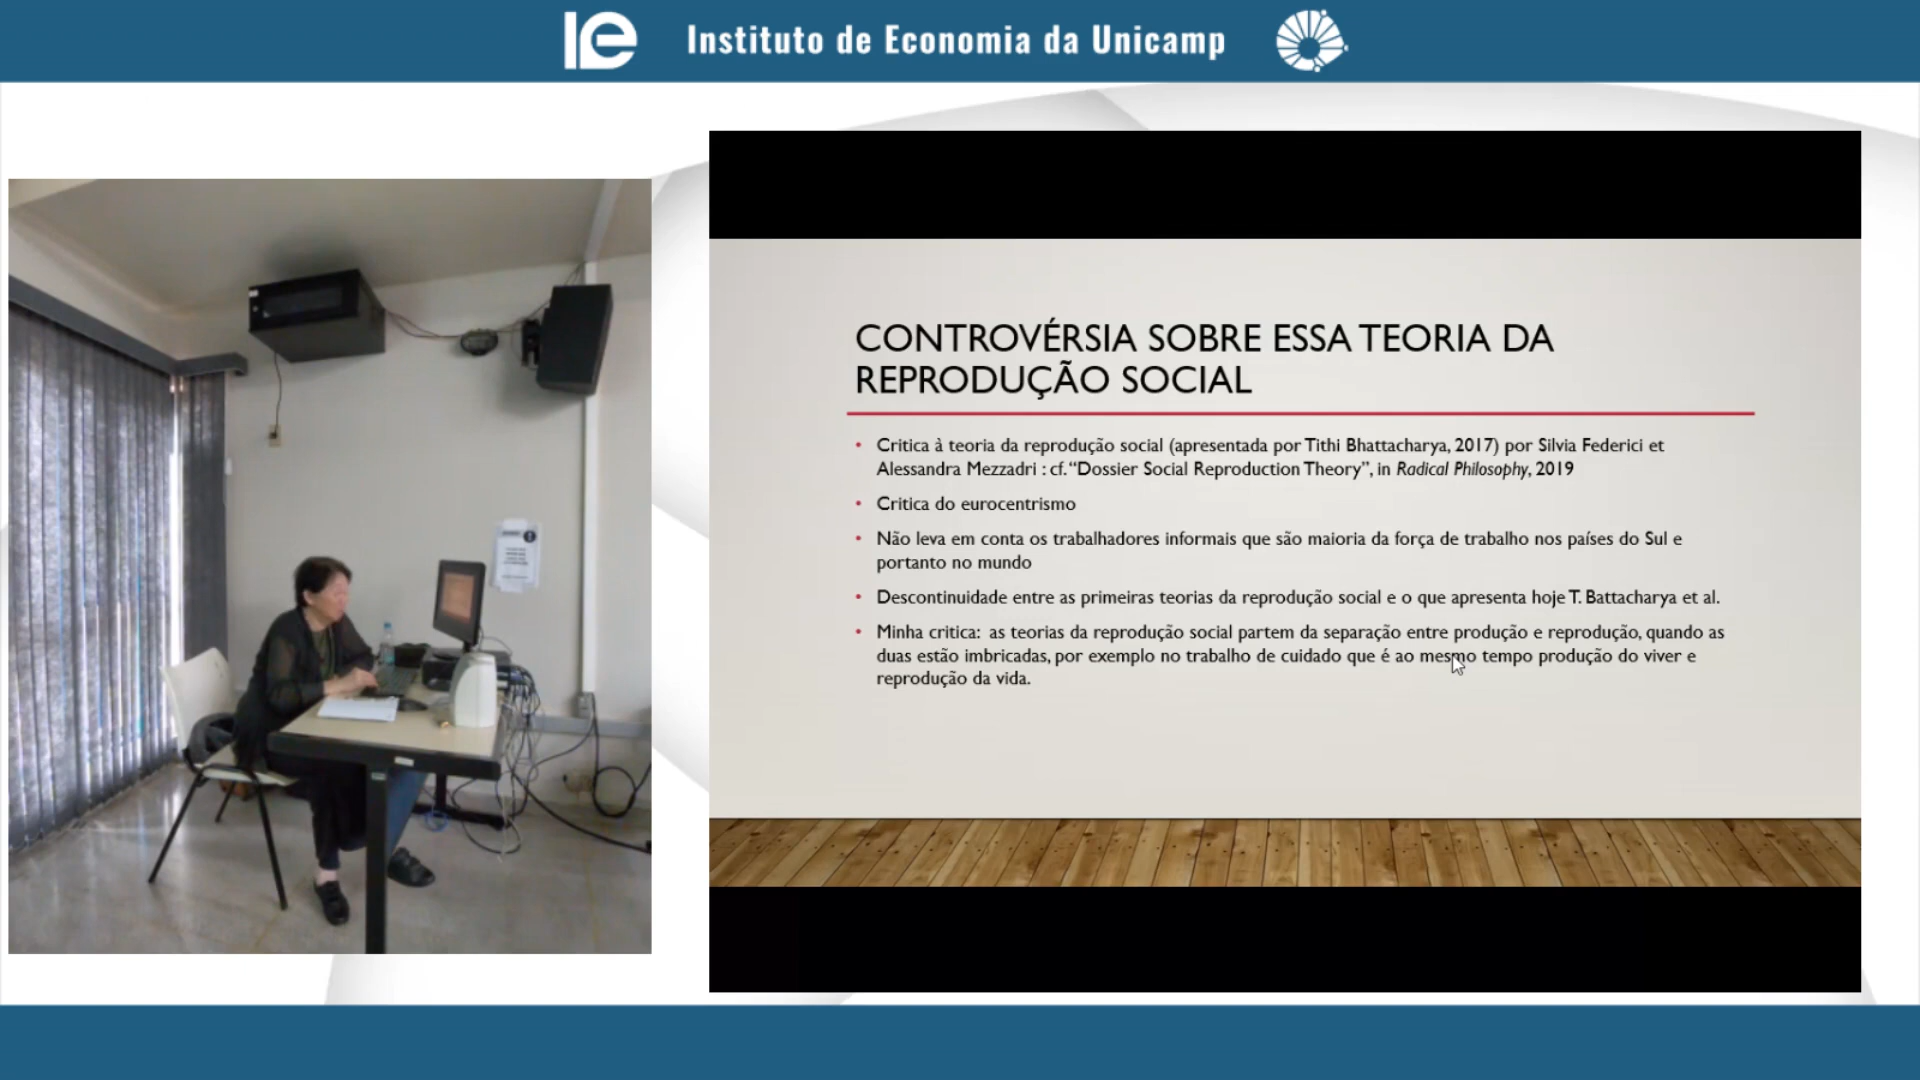 Ie Instituto de Economia da Unicamp
CONTROVÉRSIA SOBRE ESSA TEORIA DA
REPRODUÇÃO SOCIAL
• Critica à teoria da reprodução social (apresentada por Tithi Bhattacharya, 2017) por Silvia Federici et
Alessandra Mezzadri : cf. “Dossier Social Reproduction Theory”, in Radical Philosophy, 2019
• Critica do eurocentrismo
• Não leva em conta os trabalhadores informais que são maioria da força de trabalho nos países do Sul e
portanto no mundo
• Descontinuidade entre as primeiras teorias da reprodução social e o que apresenta hoje T. Battacharya et al.
• Minha critica: as teorias da reprodução social partem da separação entre produção e reprodução, quando as
duas estão imbricadas, por exemplo no trabalho de cuidado que é ao mesmo tempo produção do viver e
reprodução da vida.